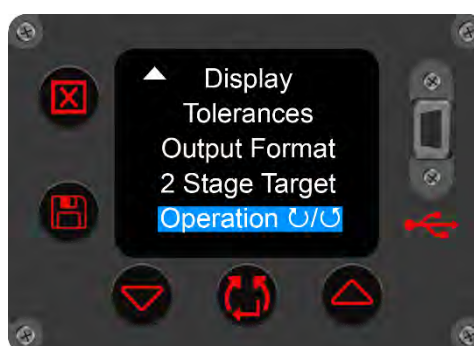 Display
Tolerances
Output Format
2 Stage Target
Operation ↻/↺